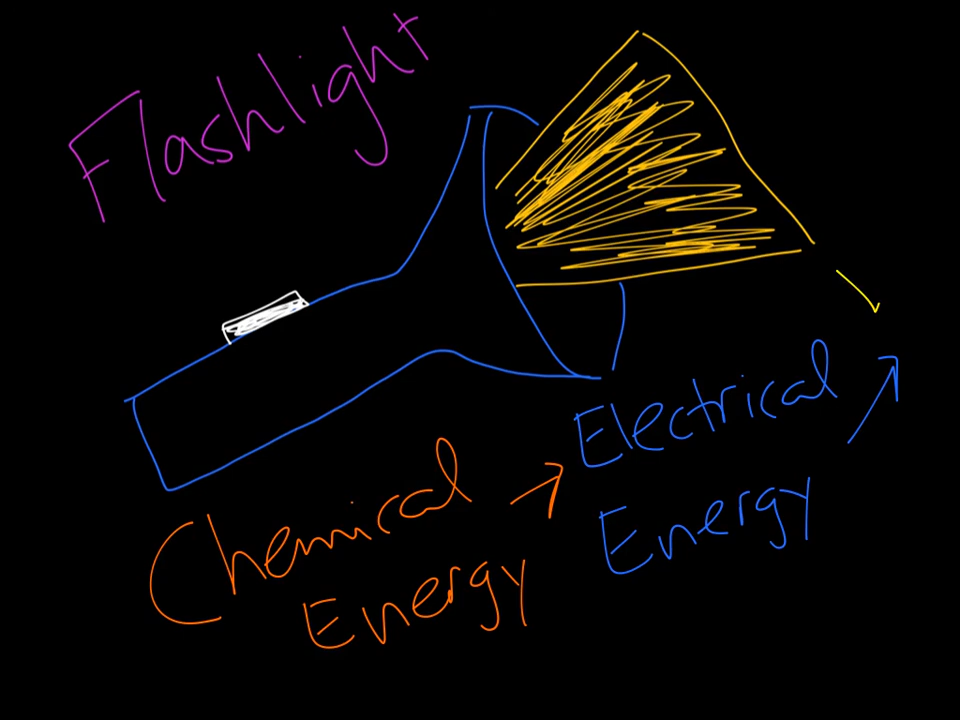 Flashlight
Chemical
Energy
Electrical
Energy